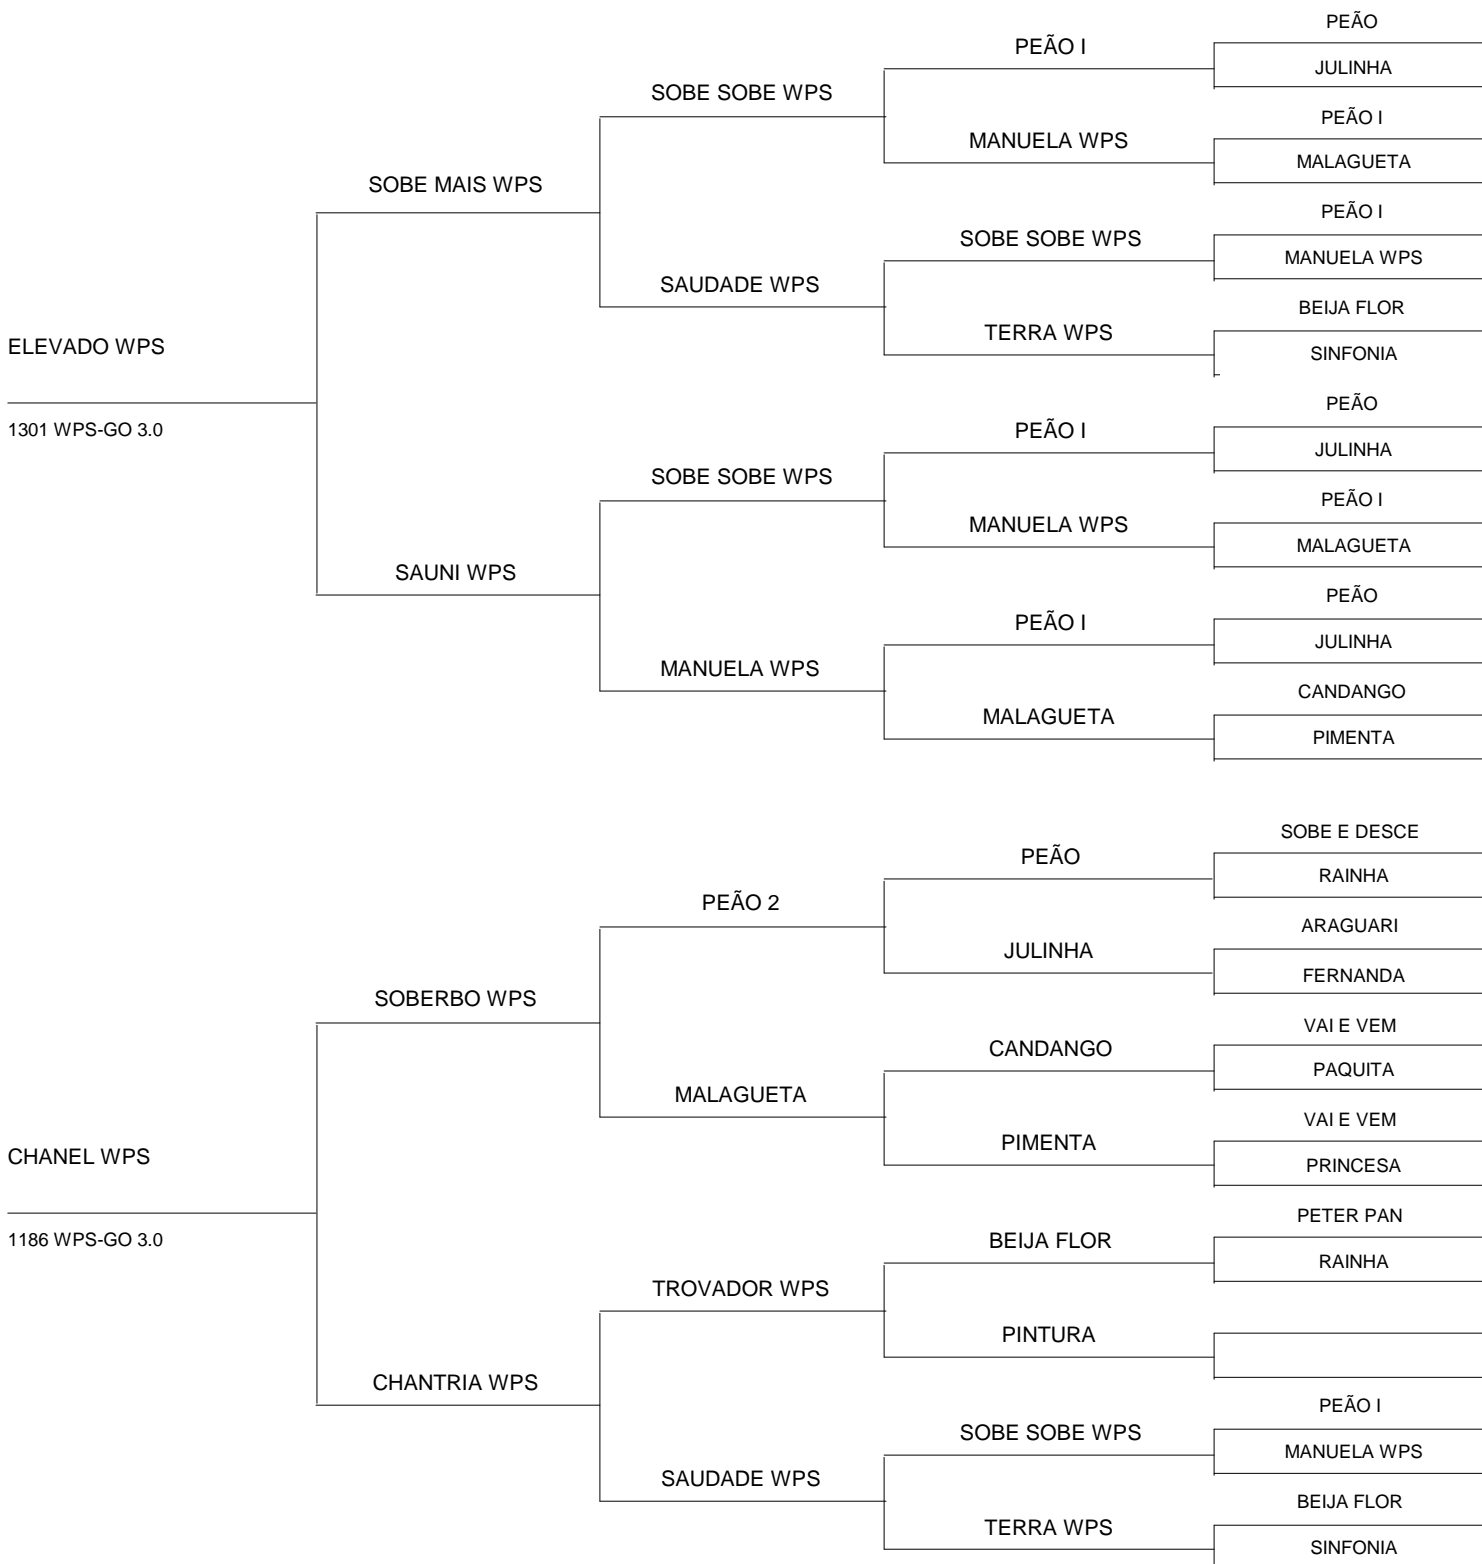 PEÃO
PEÃO I
JULINHA
SOBE SOBE WPS
PEÃO I
MANUELA WPS
MALAGUETA
SOBE MAIS WPS
PEÃO I
SOBE SOBE WPS
MANUELA WPS
SAUDADE WPS
BEIJA FLOR
TERRA WPS
SINFONIA
ELEVADO WPS
1301 WPS-GO 3.0
PEÃO
PEÃO I
JULINHA
SOBE SOBE WPS
PEÃO I
MANUELA WPS
MALAGUETA
SAUNI WPS
PEÃO
PEÃO I
JULINHA
MANUELA WPS
CANDANGO
MALAGUETA
PIMENTA
SOBE E DESCE
PEÃO
RAINHA
PEÃO 2
ARAGUARI
JULINHA
FERNANDA
SOBERBO WPS
VAI E VEM
CANDANGO
PAQUITA
MALAGUETA
VAI E VEM
PIMENTA
PRINCESA
CHANEL WPS
1186 WPS-GO 3.0
PETER PAN
BEIJA FLOR
RAINHA
TROVADOR WPS
PINTURA
CHANTRIA WPS
PEÃO I
SOBE SOBE WPS
MANUELA WPS
SAUDADE WPS
BEIJA FLOR
TERRA WPS
SINFONIA